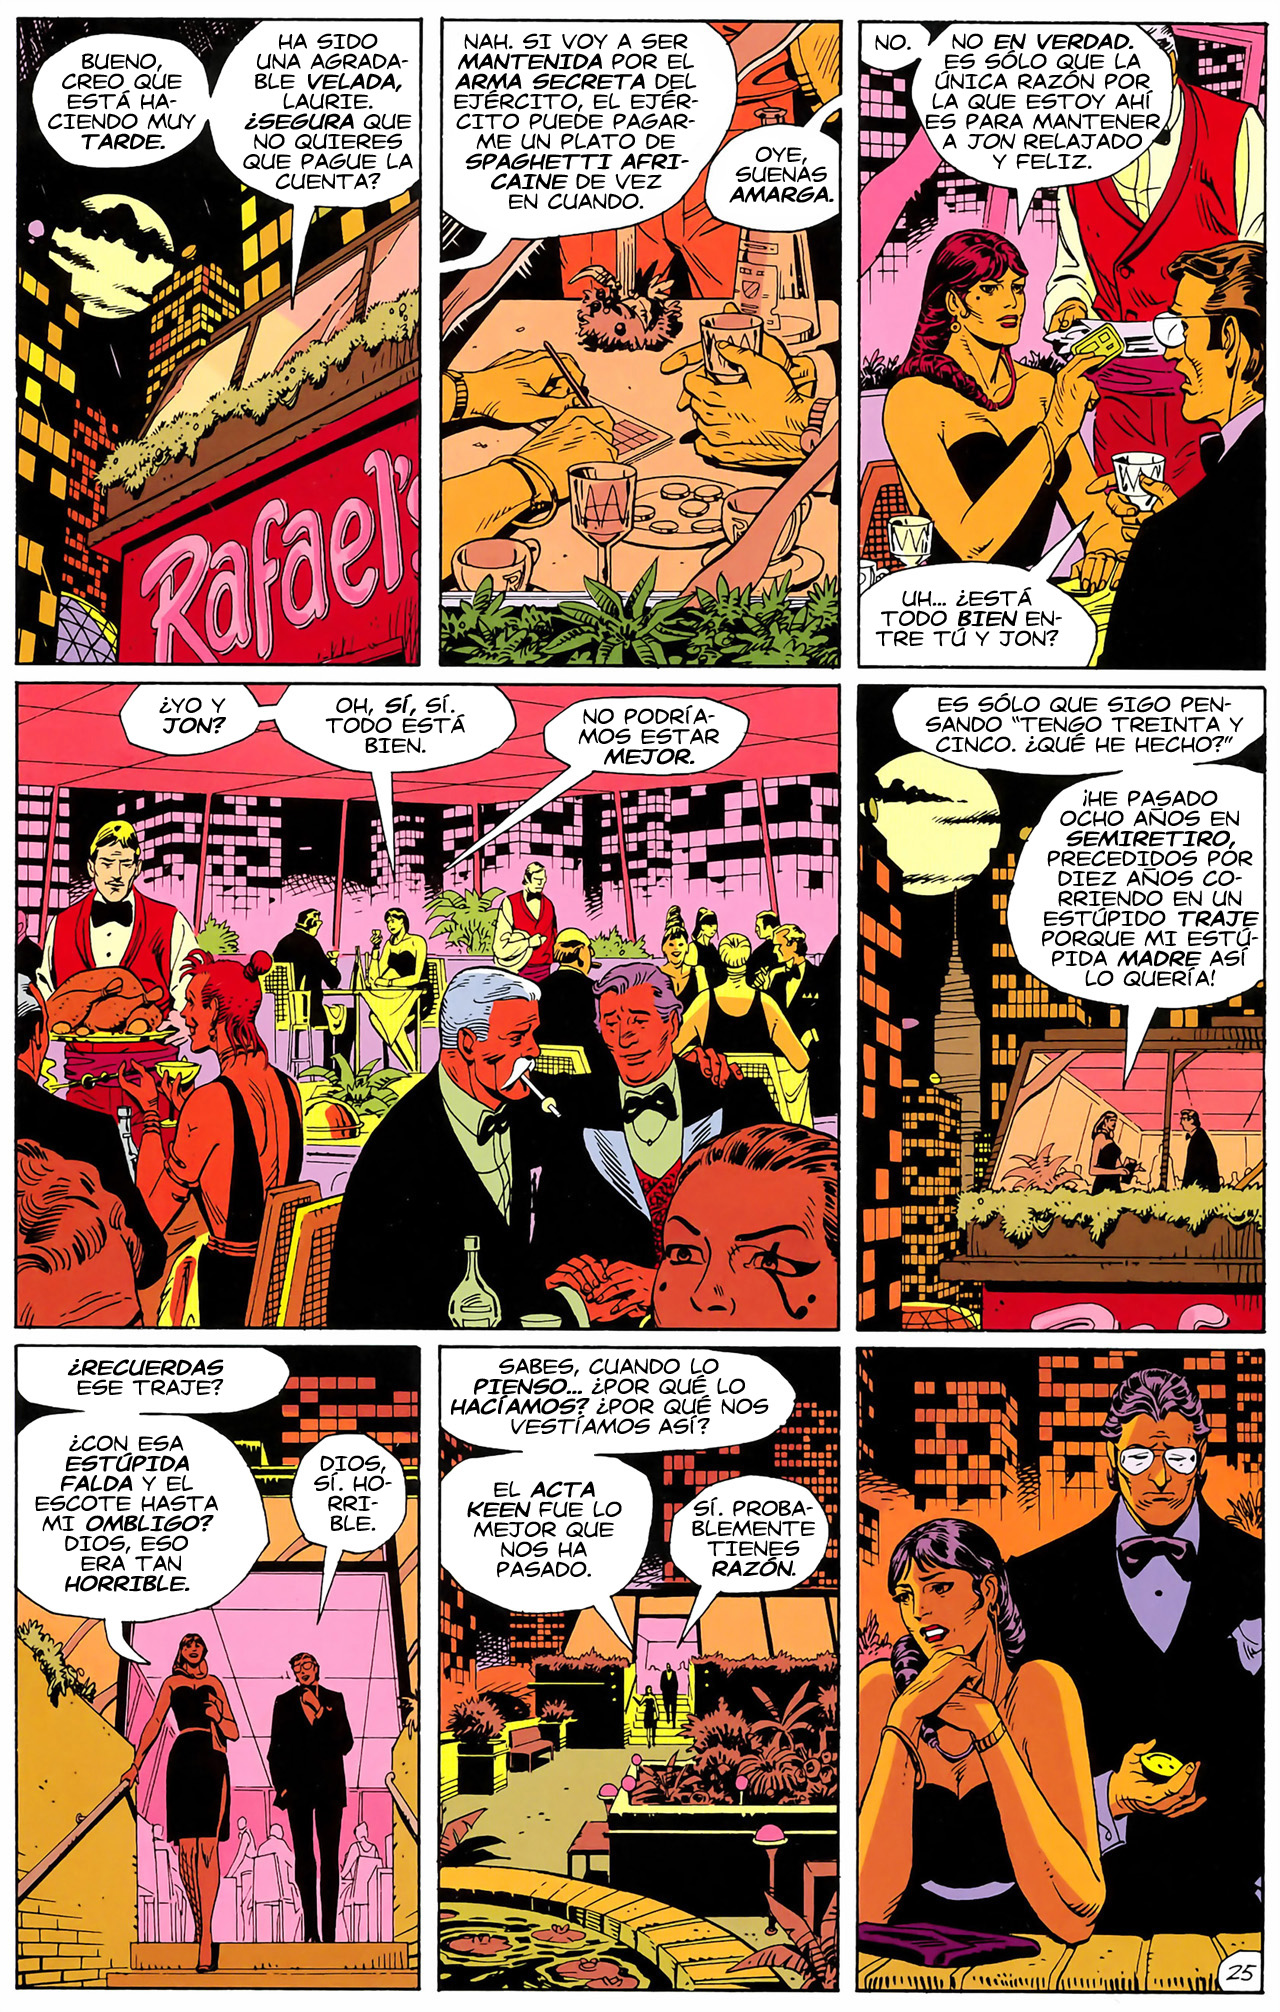 BUENO,
CREO QUE
ESTÁ HA-
CIENDO MUY
TARDE.
HA SIDO
UNA AGRADA-
BLE VELADA,
LAURIE.
¿SEGURA QUE
NO QUIERES
QUE PAGUE LA
CUENTA?
Rafael's
NAH. SI VOY A SER
MANTENIDA POR EL
ARMA SECRETA DEL
EJÉRCITO, EL EJÉR-
CITO PUEDE PAGAR-
ME UN PLATO DE
SPAGHETTI AFRI-
CAINE DE VEZ
EN CUANDO.
OYE,
SUENAS
AMARGA.
NO.
NO EN VERDAD.
ES SÓLO QUE LA
ÚNICA RAZÓN POR
LA QUE ESTOY AHÍ
ES PARA MANTENER
A JON RELAJADO
Y FELIZ.
UH... ¿ESTÁ
TODO BIEN EN-
TRE TÚ Y JON?
¿YO Y
JON?
OH, SÍ, SÍ.
TODO ESTÁ
BIEN.
NO PODRÍA-
MOS ESTAR
MEJOR.
ES SÓLO QUE SIGO PEN-
SANDO "TENGO TREINTA Y
CINCO. ¿QUÉ HE HECHO?"
¡HE PASADO
OCHO AÑOS EN
SEMIRETIRO,
PRECEDIDOS POR
DIEZ AÑOS CO-
RRIENDO EN UN
ESTÚPIDO TRAJE
PORQUE MI ESTÚ-
PIDA MADRE ASÍ
LO QUERÍA!
¿RECUERDAS
ESE TRAJE?
¿CON ESA
ESTÚPIDA
FALDA Y EL
ESCOTE HASTA
MI OMBLIGO?
DIOS, ESO
ERA TAN
HORRIBLE.
DIOS,
SÍ. HO-
RRI-
BLE.
SABES, CUANDO LO
PIENSO... ¿POR QUÉ LO
HACÍAMOS? ¿POR QUÉ NOS
VESTÍAMOS ASÍ?
EL ACTA
KEEN FUE LO
MEJOR QUE
NOS HA
PASADO.
SÍ. PROBA-
BLEMENTE
TIENES
RAZÓN.
25